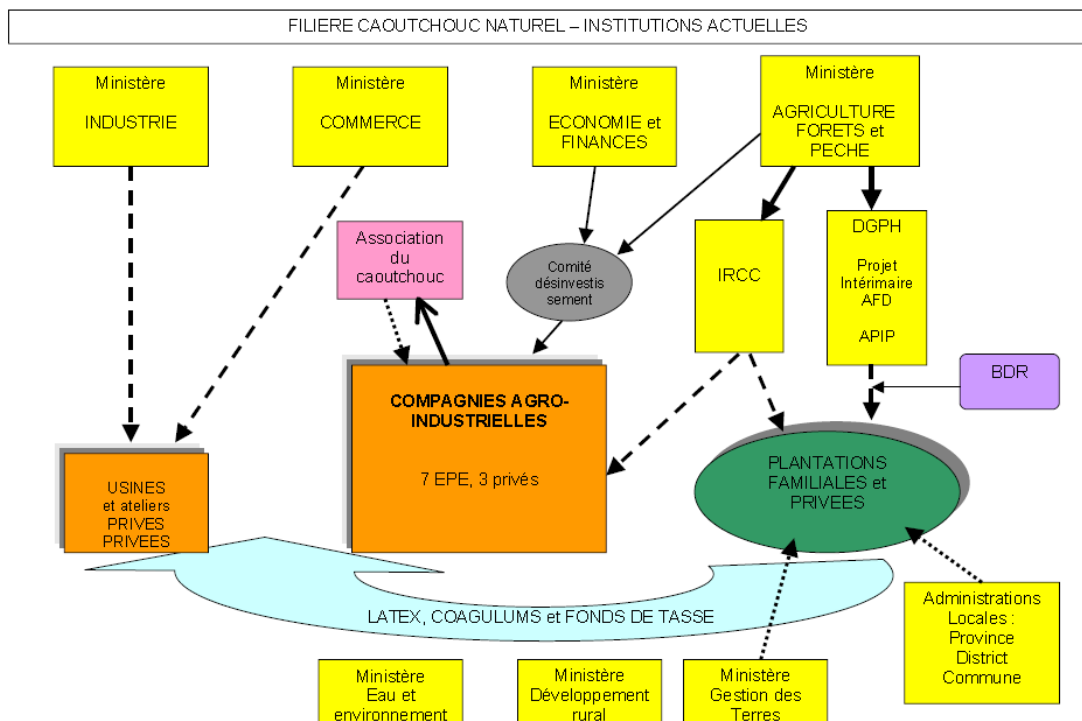 FILIERE CAOUTCHOUC NATUREL – INSTITUTIONS ACTUELLES
Ministère
INDUSTRIE
Ministère
COMMERCE
Ministère
ECONOMIE et
FINANCES
Ministère
AGRICULTURE
FORETS et
PECHE
Association
du
caoutchouc
Comité
désinvestis
sement
IRCC
DGPH
Projet
Intérimaire
AFD
APIP
BDR
COMPAGNIES AGRO-
INDUSTRIELLES
7 EPE, 3 privés
USINES
et ateliers
PRIVES
PRIVEES
PLANTATIONS
FAMILIALES et
PRIVEES
LATEX, COAGULUMS et FONDS DE TASSE
Administrations
Locales :
Province
District
Commune
Ministère
Eau et
environnement
Ministère
Développement
rural
Ministère
Gestion des
Terres